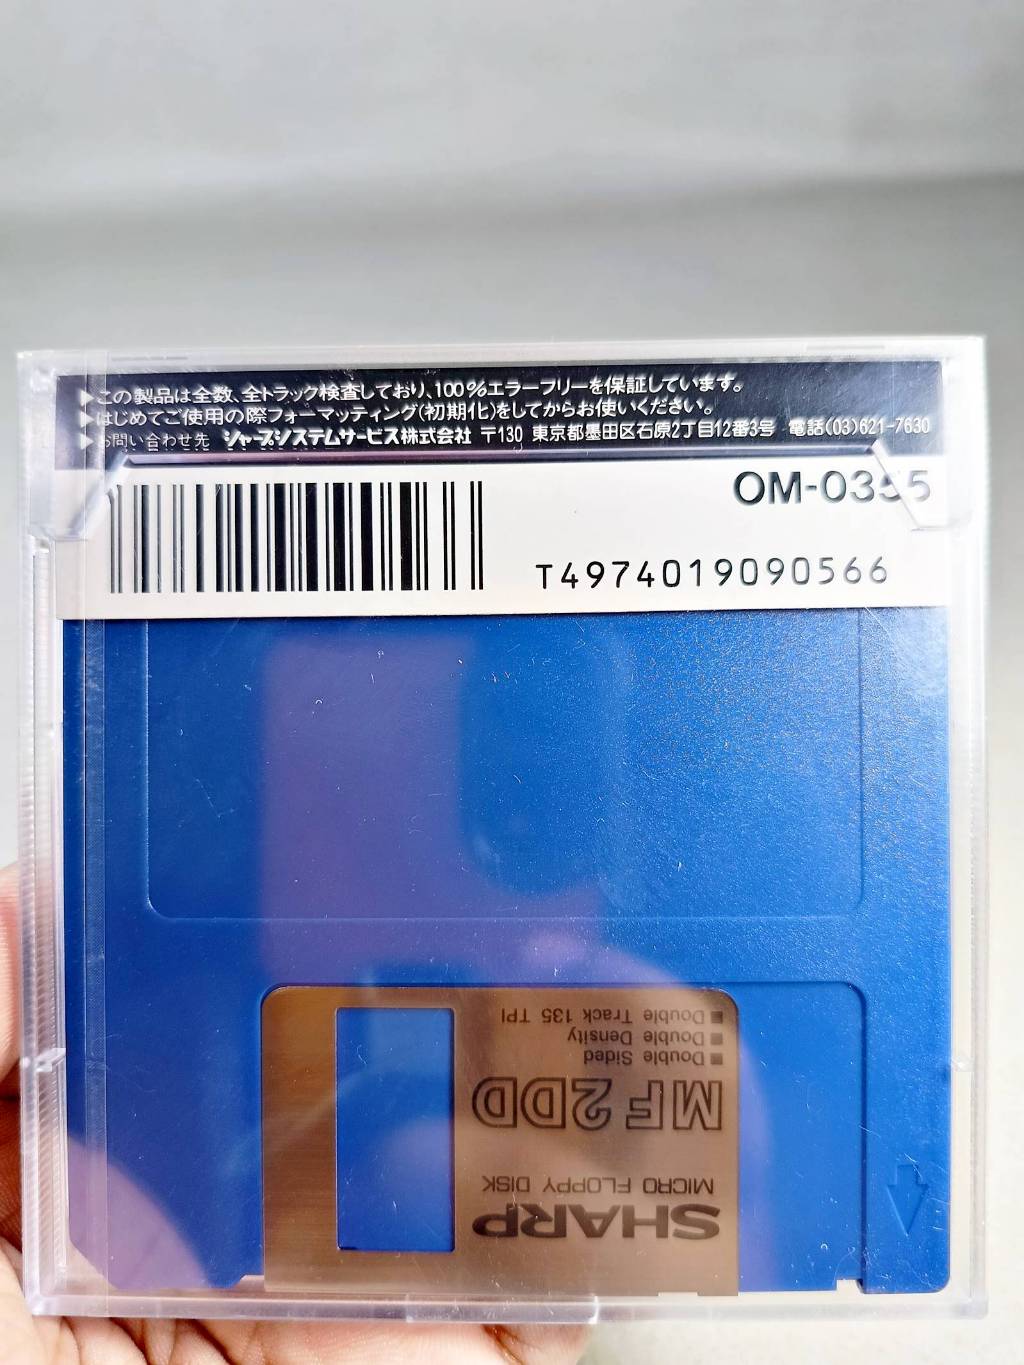 ▶この製品は全数、全トラック検査しており、100%エラーフリーを保証しています。
▶はじめてご使用の際フォーマッティング(初期化)をしてからお使いください。
▶お問い合わせ先 シャープシステムサービス株式会社 〒130 東京都墨田区石原2丁目12番3号 電話(03)621-7630
OM-0355
T4974019090566
SHARP
MICRO FLOPPY DISK
MF2DD
■ Double Sided
■ Double Density
■ Double Track 135 TPI